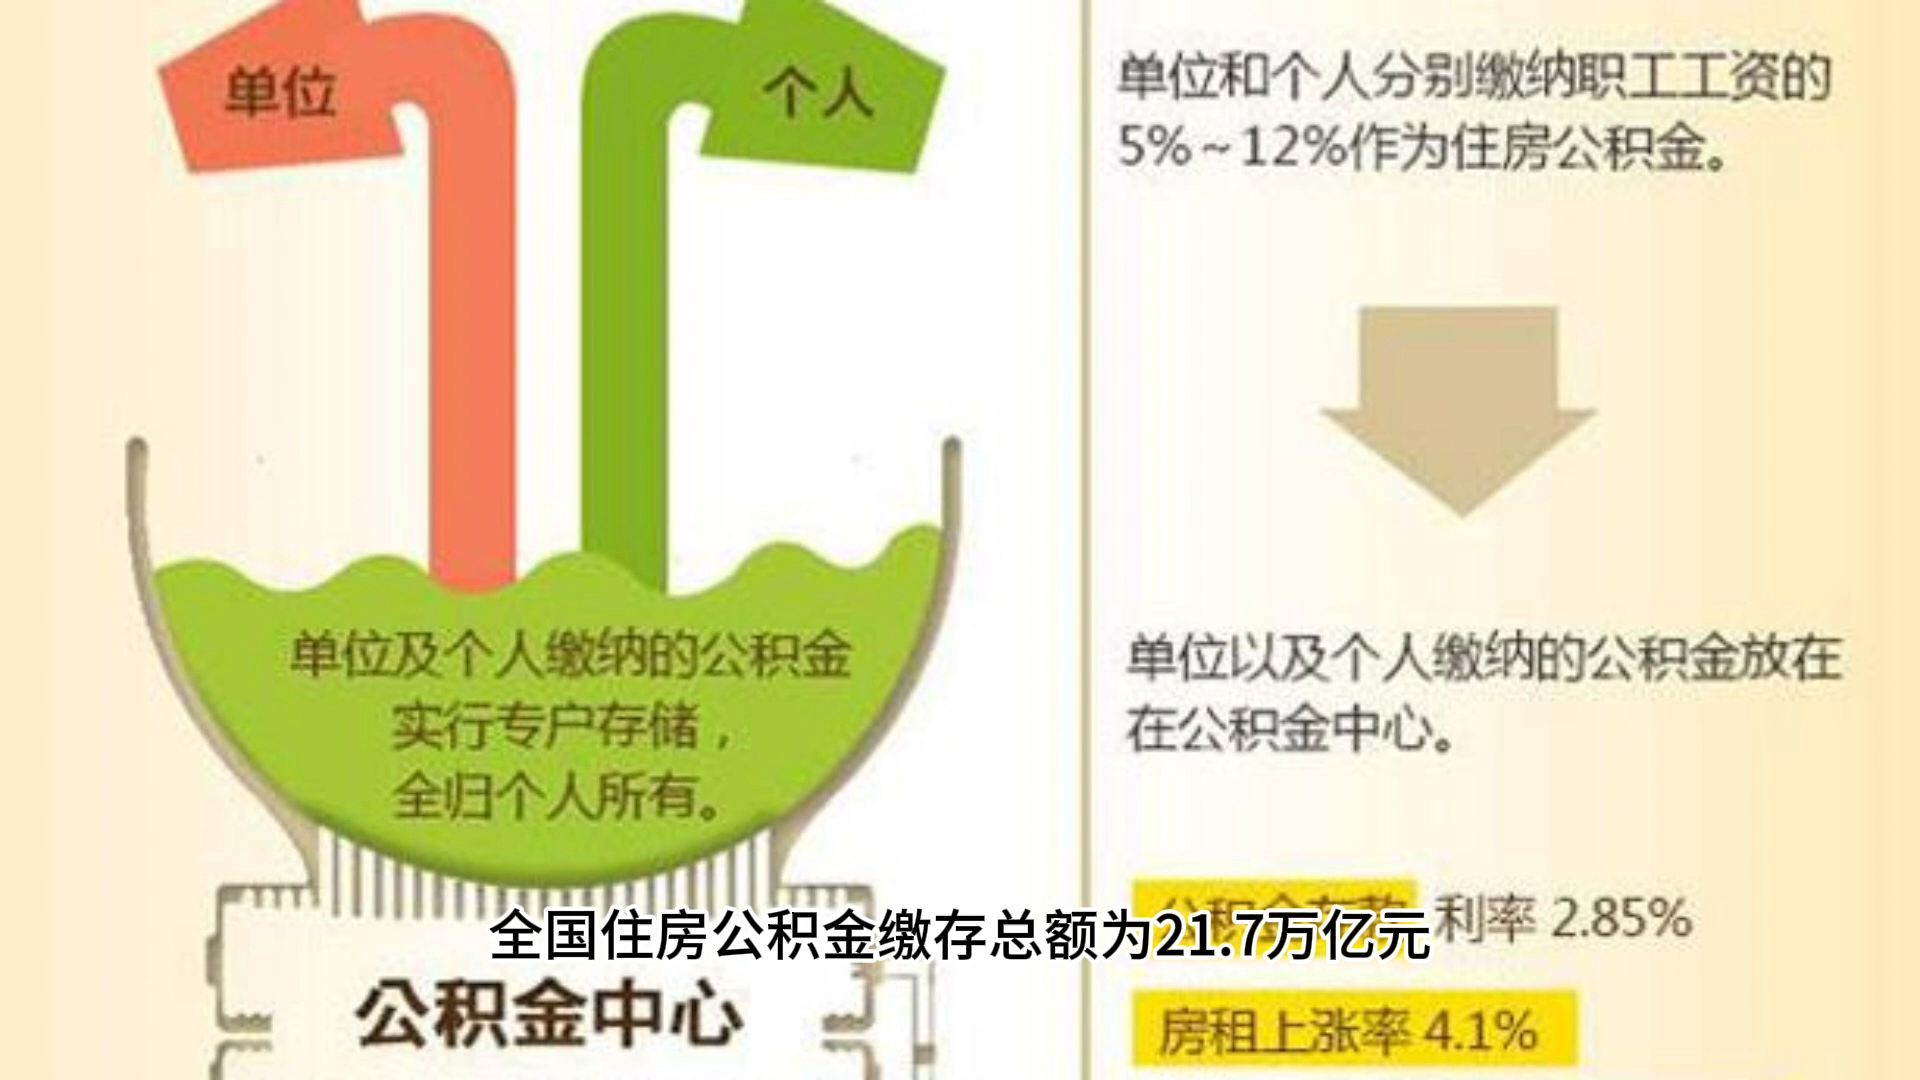 单位
个人
单位及个人缴纳的公积金
实行专户存储，
全归个人所有。
公积金中心
单位和个人分别缴纳职工工资的
5%～12%作为住房公积金。
单位以及个人缴纳的公积金放在
在公积金中心。
利率 2.85%
房租上涨率 4.1%
全国住房公积金缴存总额为21.7万亿元